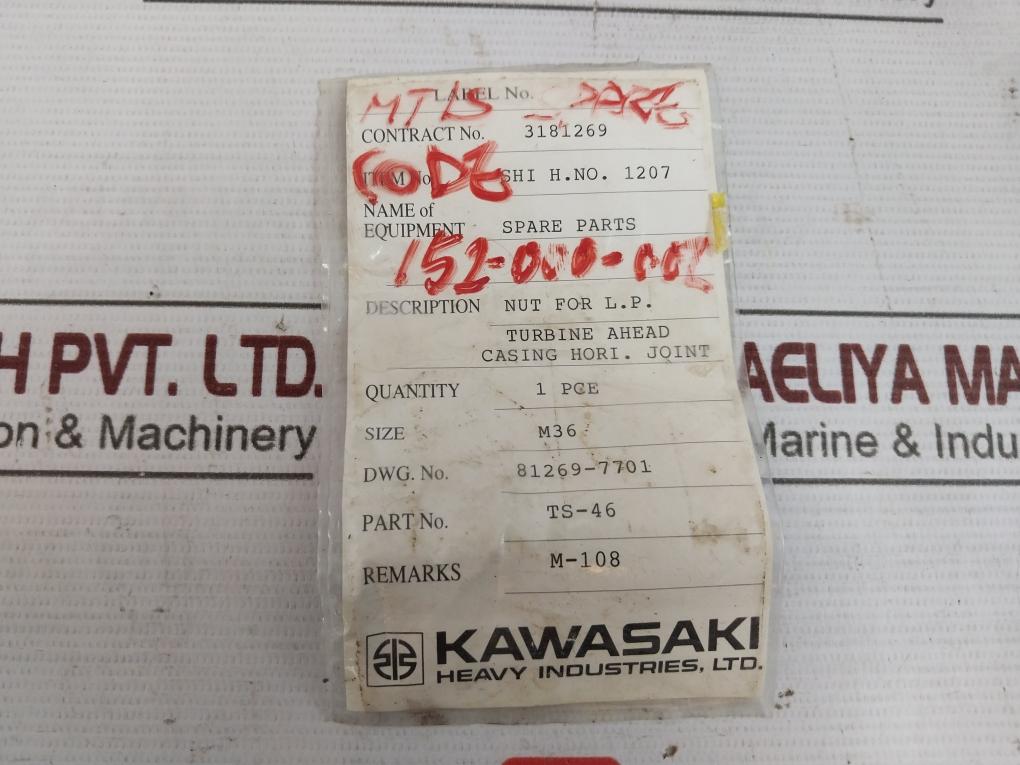 LABEL No.
MTIS SPARE
CONTRACT No. 3181269
CODE
ITEM No. SHI H.NO. 1207
NAME of
EQUIPMENT SPARE PARTS
152-000-001
DESCRIPTION NUT FOR L.P.
TURBINE AHEAD
CASING HORI. JOINT
QUANTITY 1 PCE
SIZE M36
DWG. No. 81269-7701
PART No. TS-46
REMARKS M-108
KAWASAKI
HEAVY INDUSTRIES, LTD.
H PVT. LTD.
on & Machinery
AELIYA MA
Marine & Indu